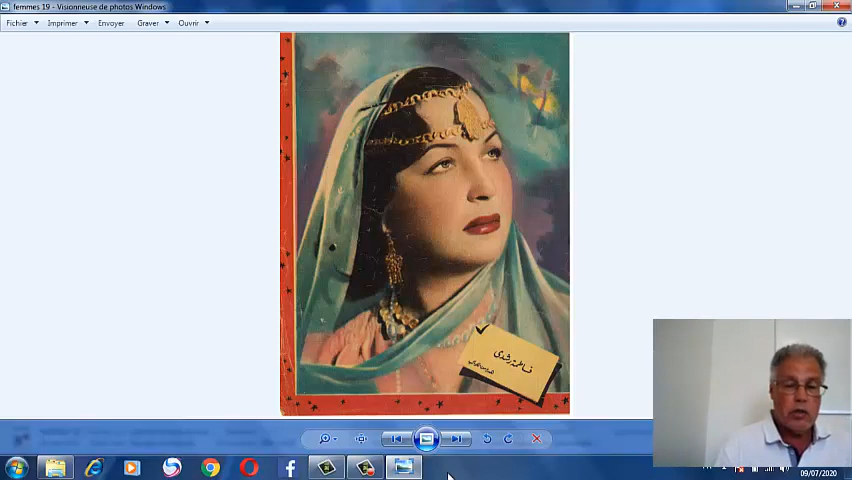 femmes 19 - Visionneuse de photos Windows
Fichier Imprimer Envoyer Graver Ouvrir
فاطمة رشدي
09/07/2020